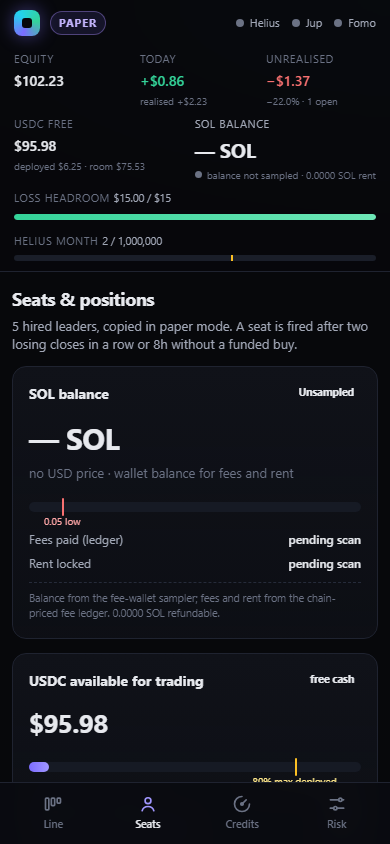 PAPER
Helius
Jup
Fomo
EQUITY
$102.23
TODAY
+$0.86
realised +$2.23
UNREALISED
−$1.37
−22.0% · 1 open
USDC FREE
$95.98
deployed $6.25 · room $75.53
SOL BALANCE
— SOL
balance not sampled · 0.0000 SOL rent
LOSS HEADROOM $15.00 / $15
HELIUS MONTH 2 / 1,000,000
Seats & positions
5 hired leaders, copied in paper mode. A seat is fired after two
losing closes in a row or 8h without a funded buy.
SOL balance
Unsampled
— SOL
no USD price · wallet balance for fees and rent
0.05 low
Fees paid (ledger)
pending scan
Rent locked
pending scan
Balance from the fee-wallet sampler; fees and rent from the chain-
priced fee ledger. 0.0000 SOL refundable.
USDC available for trading
free cash
$95.98
80% max deployed
Line
Seats
Credits
Risk